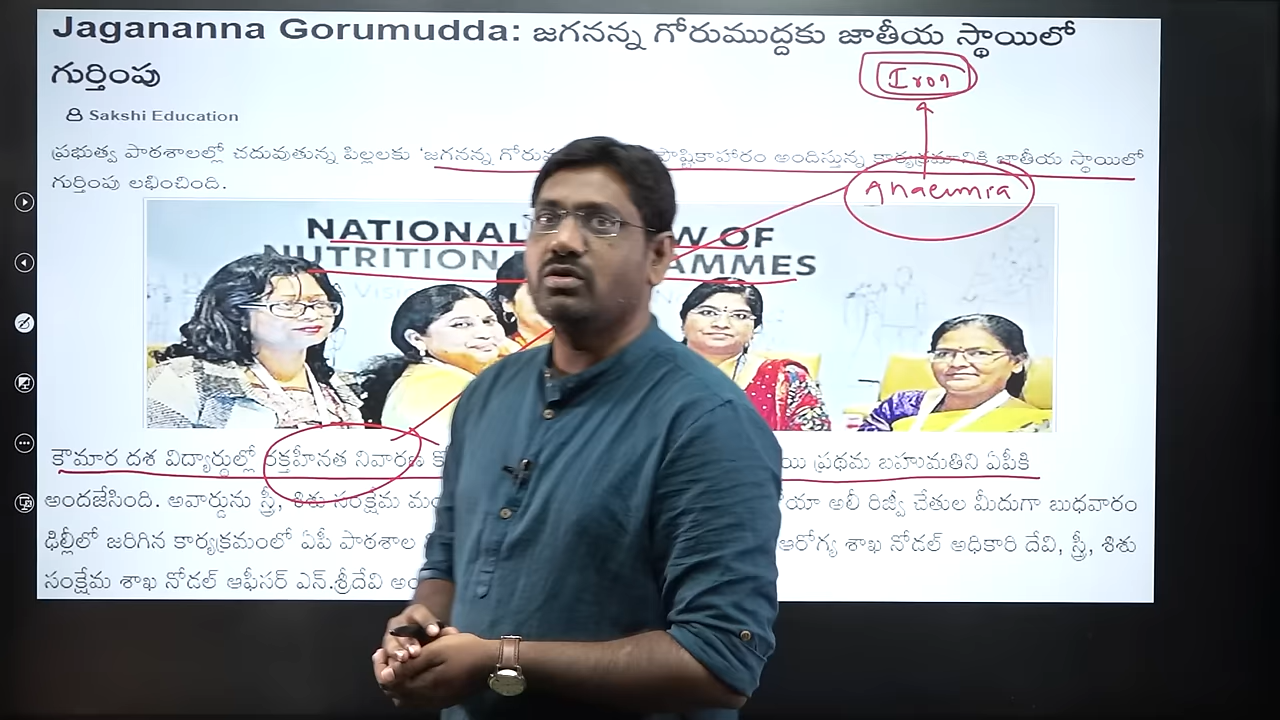 Jagananna Gorumudda: జగనన్న గోరుముద్దకు జాతీయ స్థాయిలో
గుర్తింపు
Iron
Sakshi Education
ప్రభుత్వ పాఠశాలల్లో చదువుతున్న పిల్లలకు 'జగనన్న పౌష్టికాహారం అందిస్తున్న కార్యక్రమానికి జాతీయ స్థాయిలో
గుర్తింపు లభించింది.
Anaemia
NATIONAL OF
NUTRITION
కౌమార దశ విద్యార్థుల్లో రక్తహీనత నివారణ ప్రథమ బహుమతిని ఏపీకి
అందజేసింది. అవార్డును స్త్రీ, శిశు సంక్షేమ అలీ రిజ్వీ చేతుల మీదుగా బుధవారం
ఢిల్లీలో జరిగిన కార్యక్రమంలో ఏపీ పాఠశాల ఆరోగ్య శాఖ నోడల్ అధికారి దేవి, స్త్రీ, శిశు
సంక్షేమ శాఖ నోడల్ ఆఫీసర్ ఎన్.శ్రీదేవి